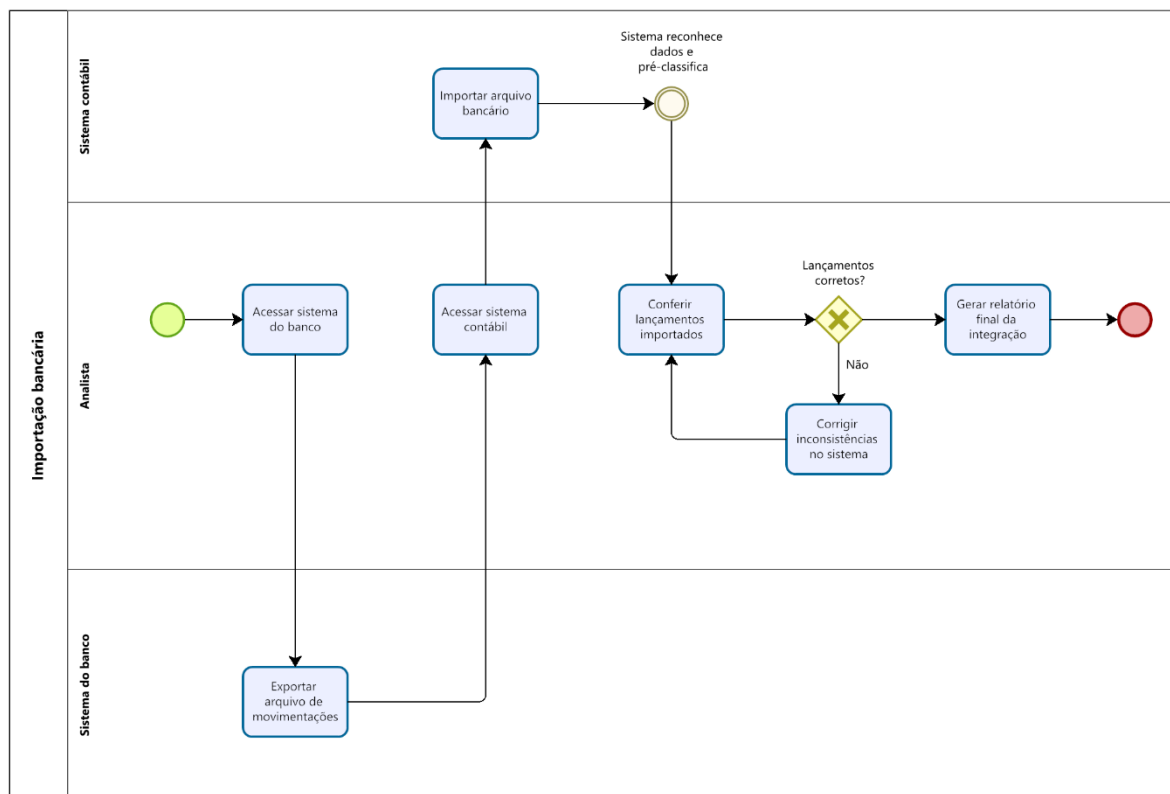 Importação bancária
Sistema contábil
Importar arquivo
bancário
Sistema reconhece
dados e
pré-classifica
Analista
Acessar sistema
do banco
Acessar sistema
contábil
Conferir
lançamentos
importados
Lançamentos
corretos?
Não
Corrigir
inconsistências
no sistema
Gerar relatório
final da
integração
Sistema do banco
Exportar
arquivo de
movimentações